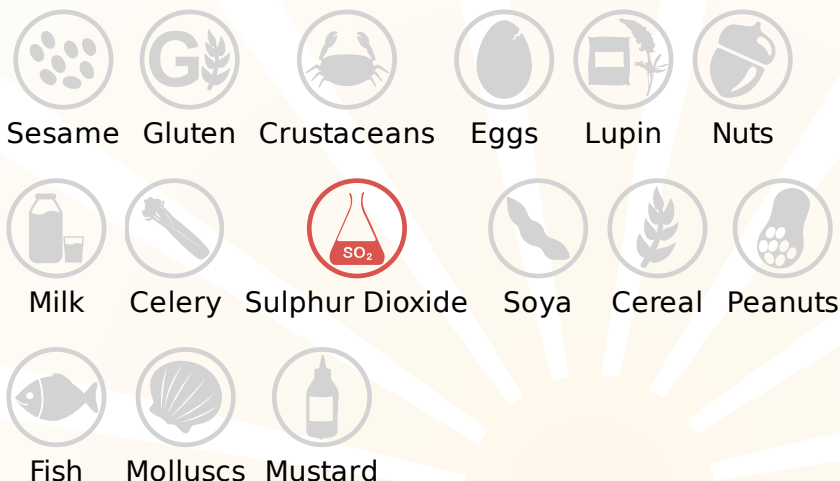 G
Sesame Gluten Crustaceans Eggs Lupin Nuts
SO₂
Milk Celery Sulphur Dioxide Soya Cereal Peanuts
Fish Molluscs Mustard